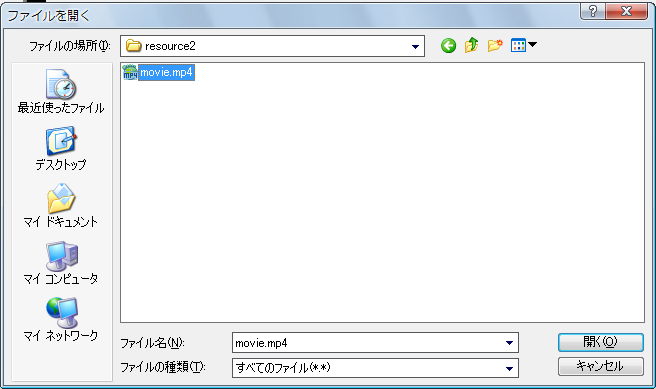 ファイルを開く
ファイルの場所(I):
resource2
MP4
movie.mp4
最近使ったファイル
デスクトップ
マイ ドキュメント
マイ コンピュータ
マイ ネットワーク
ファイル名(N):
movie.mp4
開く(O)
ファイルの種類(T):
すべてのファイル(*.*)
キャンセル